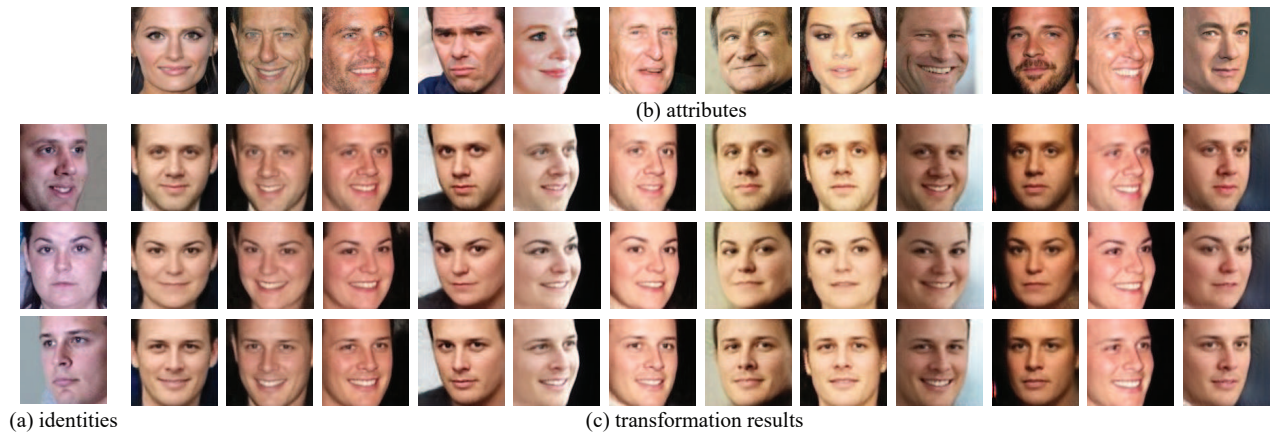 (b) attributes
(a) identities
(c) transformation results